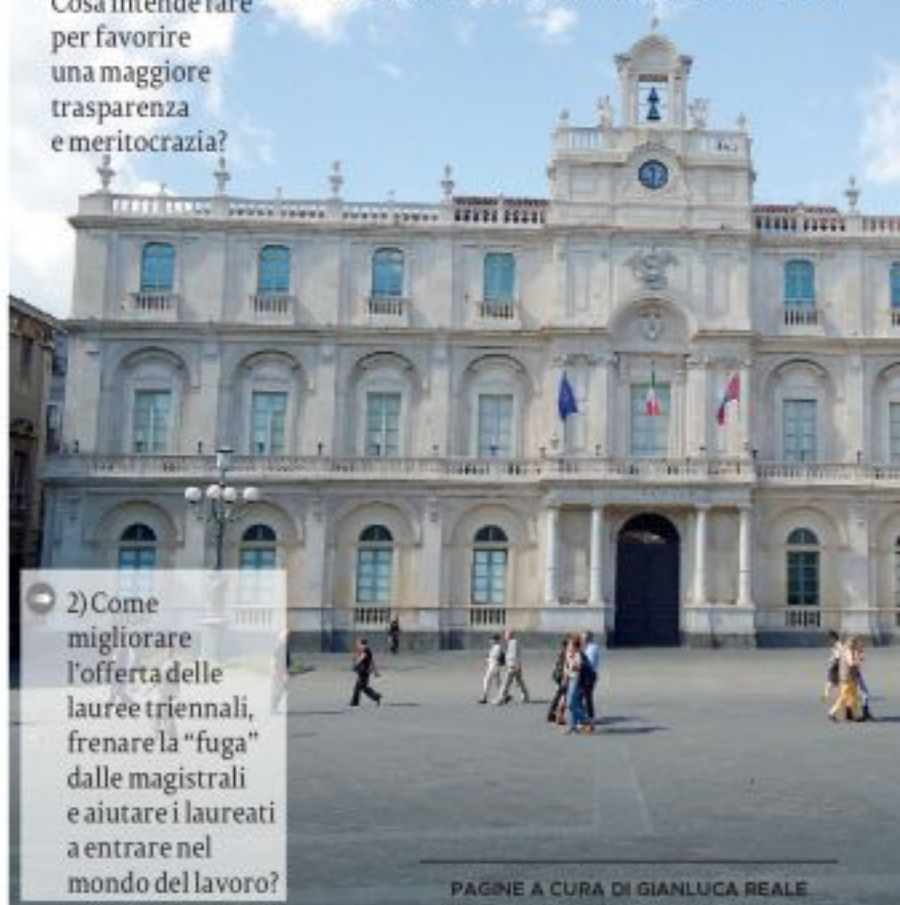 Cosa intende fare
per favorire
una maggiore
trasparenza
e meritocrazia?
2) Come
migliorare
l'offerta delle
lauree triennali,
frenare la “fuga”
dalle magistrali
e aiutare i laureati
a entrare nel
mondo del lavoro?
PAGINE A CURA DI GIANLUCA REALE